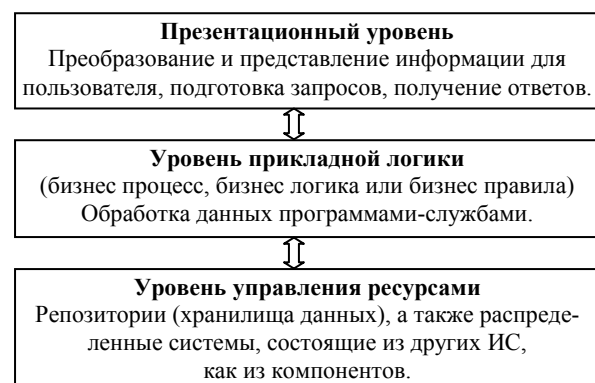 Презентационный уровень
Преобразование и представление информации для
пользователя, подготовка запросов, получение ответов.
Уровень прикладной логики
(бизнес процесс, бизнес логика или бизнес правила)
Обработка данных программами-службами.
Уровень управления ресурсами
Репозитории (хранилища данных), а также распреде-
ленные системы, состоящие из других ИС,
как из компонентов.